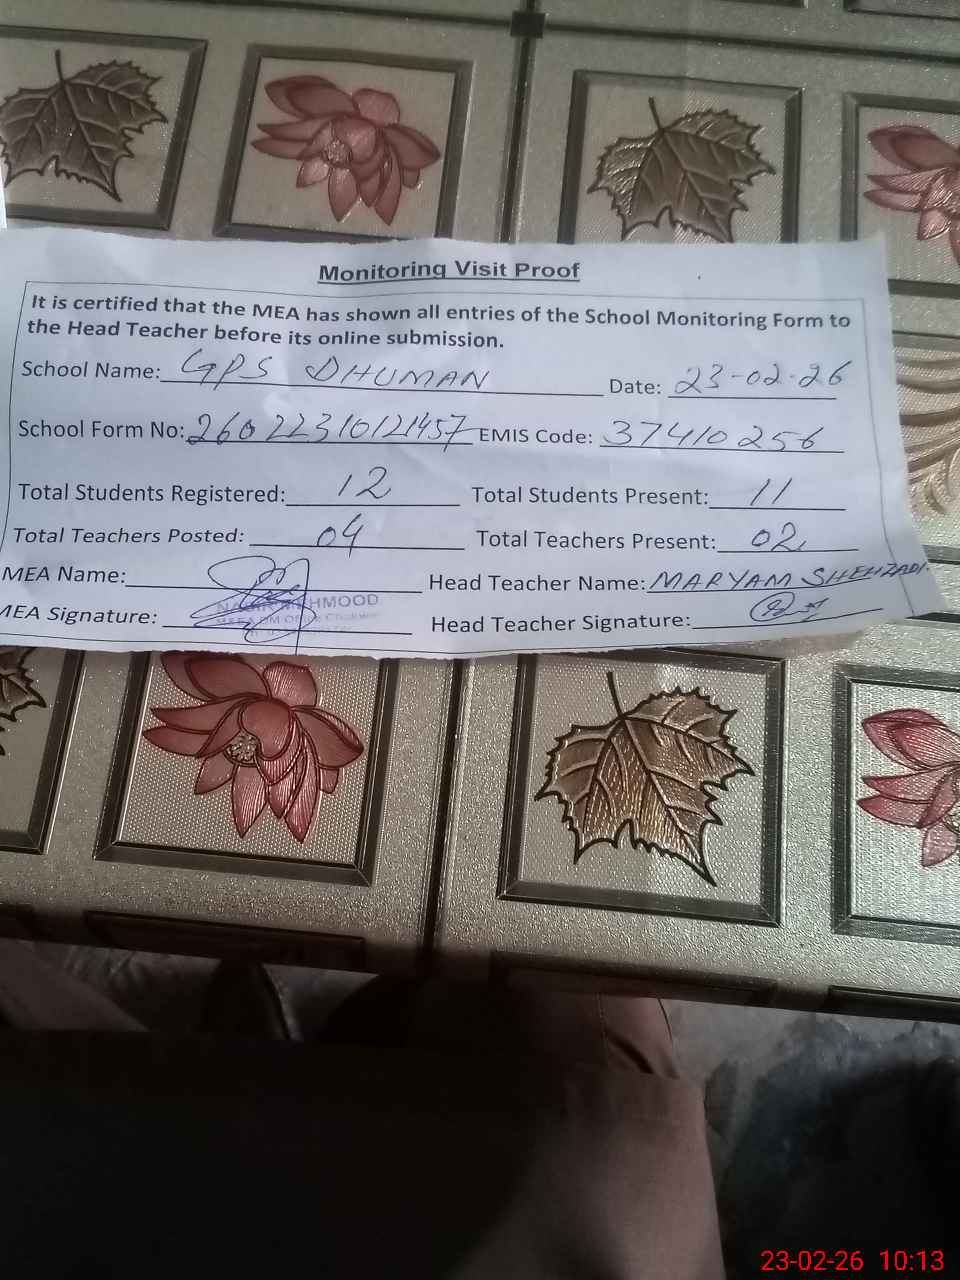 Monitoring Visit Proof
It is certified that the MEA has shown all entries of the School Monitoring Form to
the Head Teacher before its online submission.
School Name: GPS DHUMAN Date: 23-02-26
School Form No: 260223101121457 EMIS Code: 37410256
Total Students Registered: 12 Total Students Present: 11
Total Teachers Posted: 04 Total Teachers Present: 02
MEA Name: Head Teacher Name: MARYAM SHEHZADI.
MEA Signature: Head Teacher Signature:
23-02-26 10:13